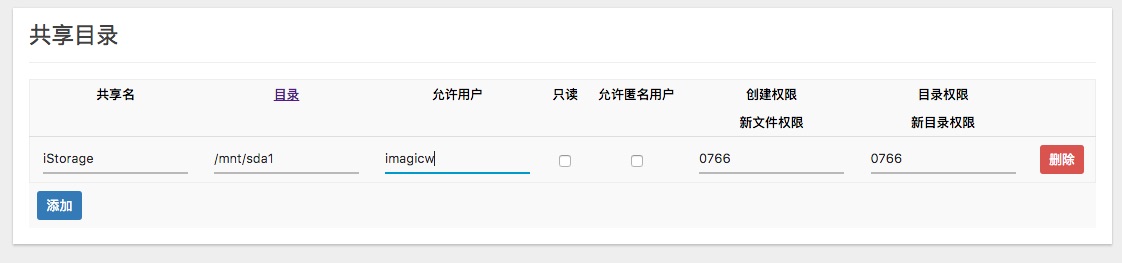 共享目录
共享名 目录 允许用户 只读 允许匿名用户 创建权限 目录权限
新文件权限 新目录权限
iStorage /mnt/sda1 imagicw 0766 0766 删除
添加